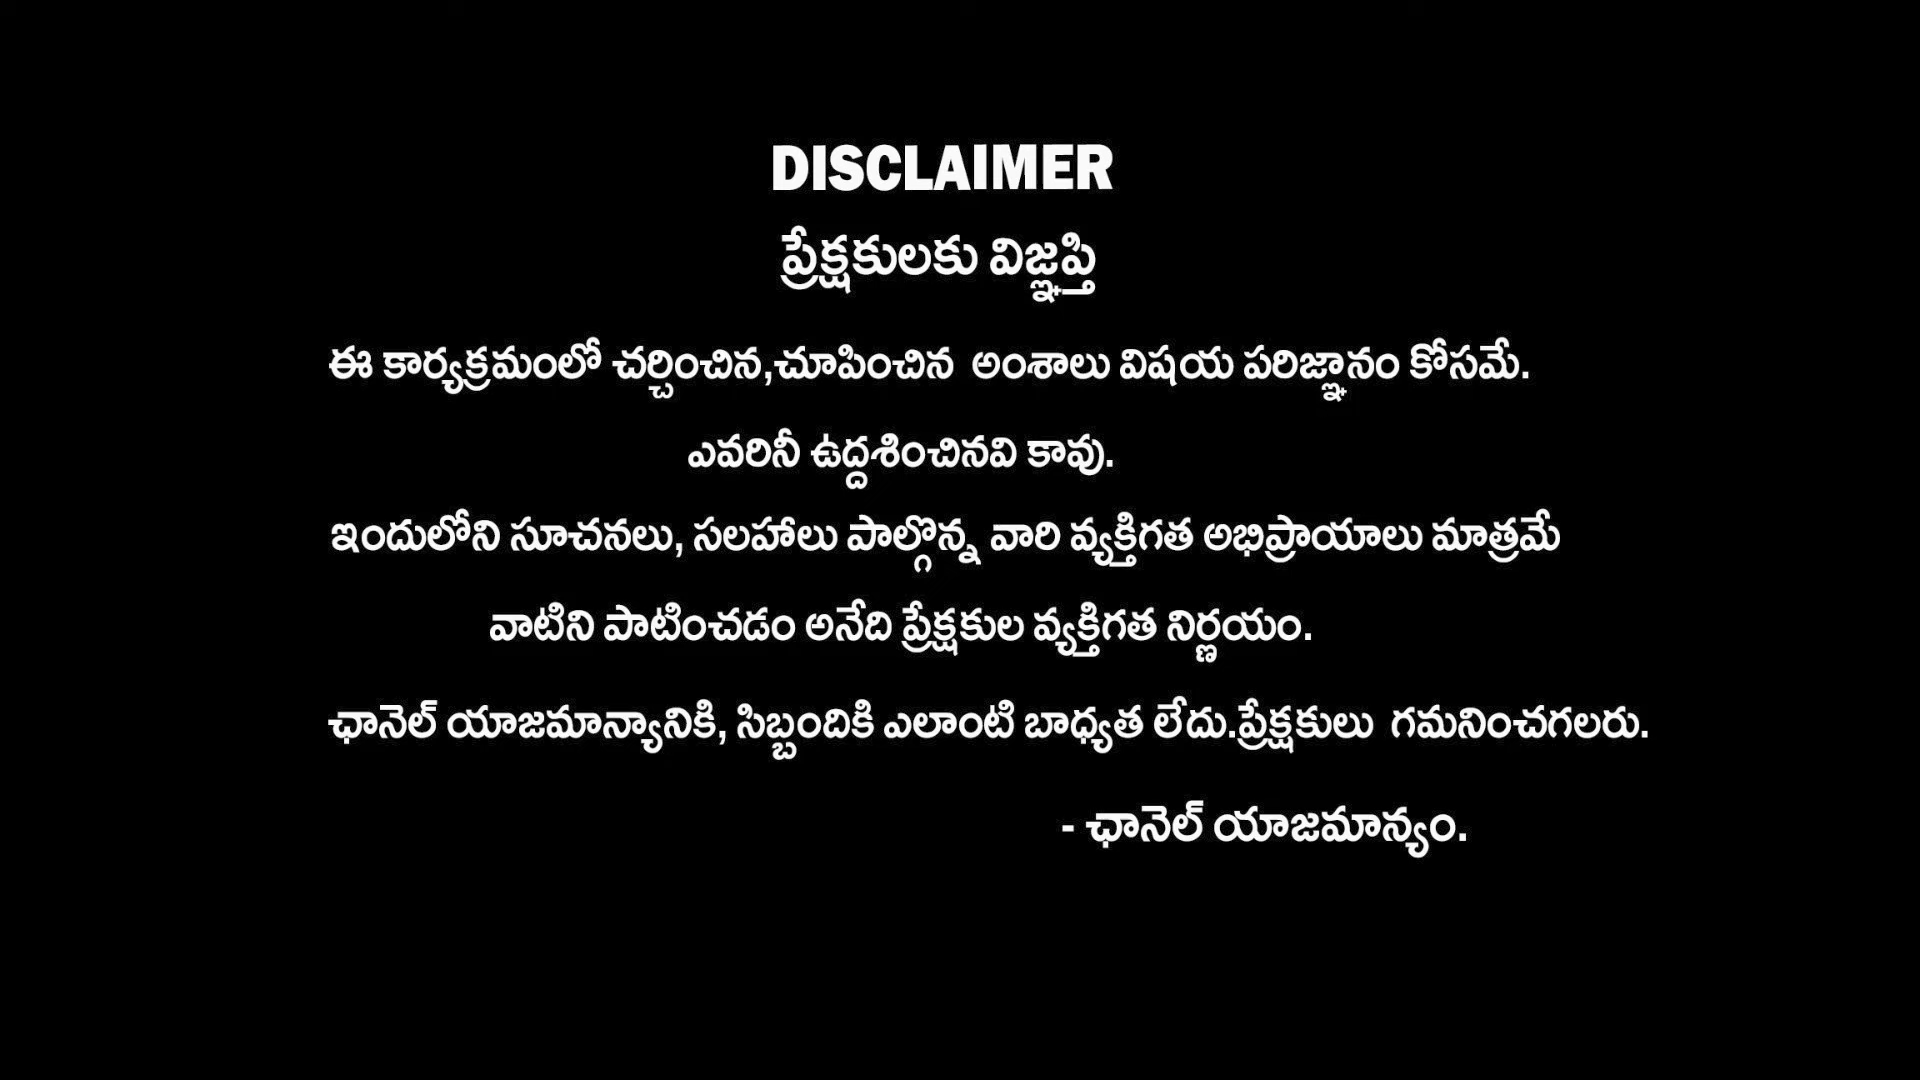 DISCLAIMER
ప్రేక్షకులకు విజ్ఞప్తి
ఈ కార్యక్రమంలో చర్చించిన,చూపించిన అంశాలు విషయ పరిజ్ఞానం కోసమే.
ఎవరినీ ఉద్దశించినవి కావు.
ఇందులోని సూచనలు, సలహాలు పాల్గొన్న వారి వ్యక్తిగత అభిప్రాయాలు మాత్రమే
వాటిని పాటించడం అనేది ప్రేక్షకుల వ్యక్తిగత నిర్ణయం.
ఛానెల్ యాజమాన్యానికి, సిబ్బందికి ఎలాంటి బాధ్యత లేదు.ప్రేక్షకులు గమనించగలరు.
- ఛానెల్ యాజమాన్యం.